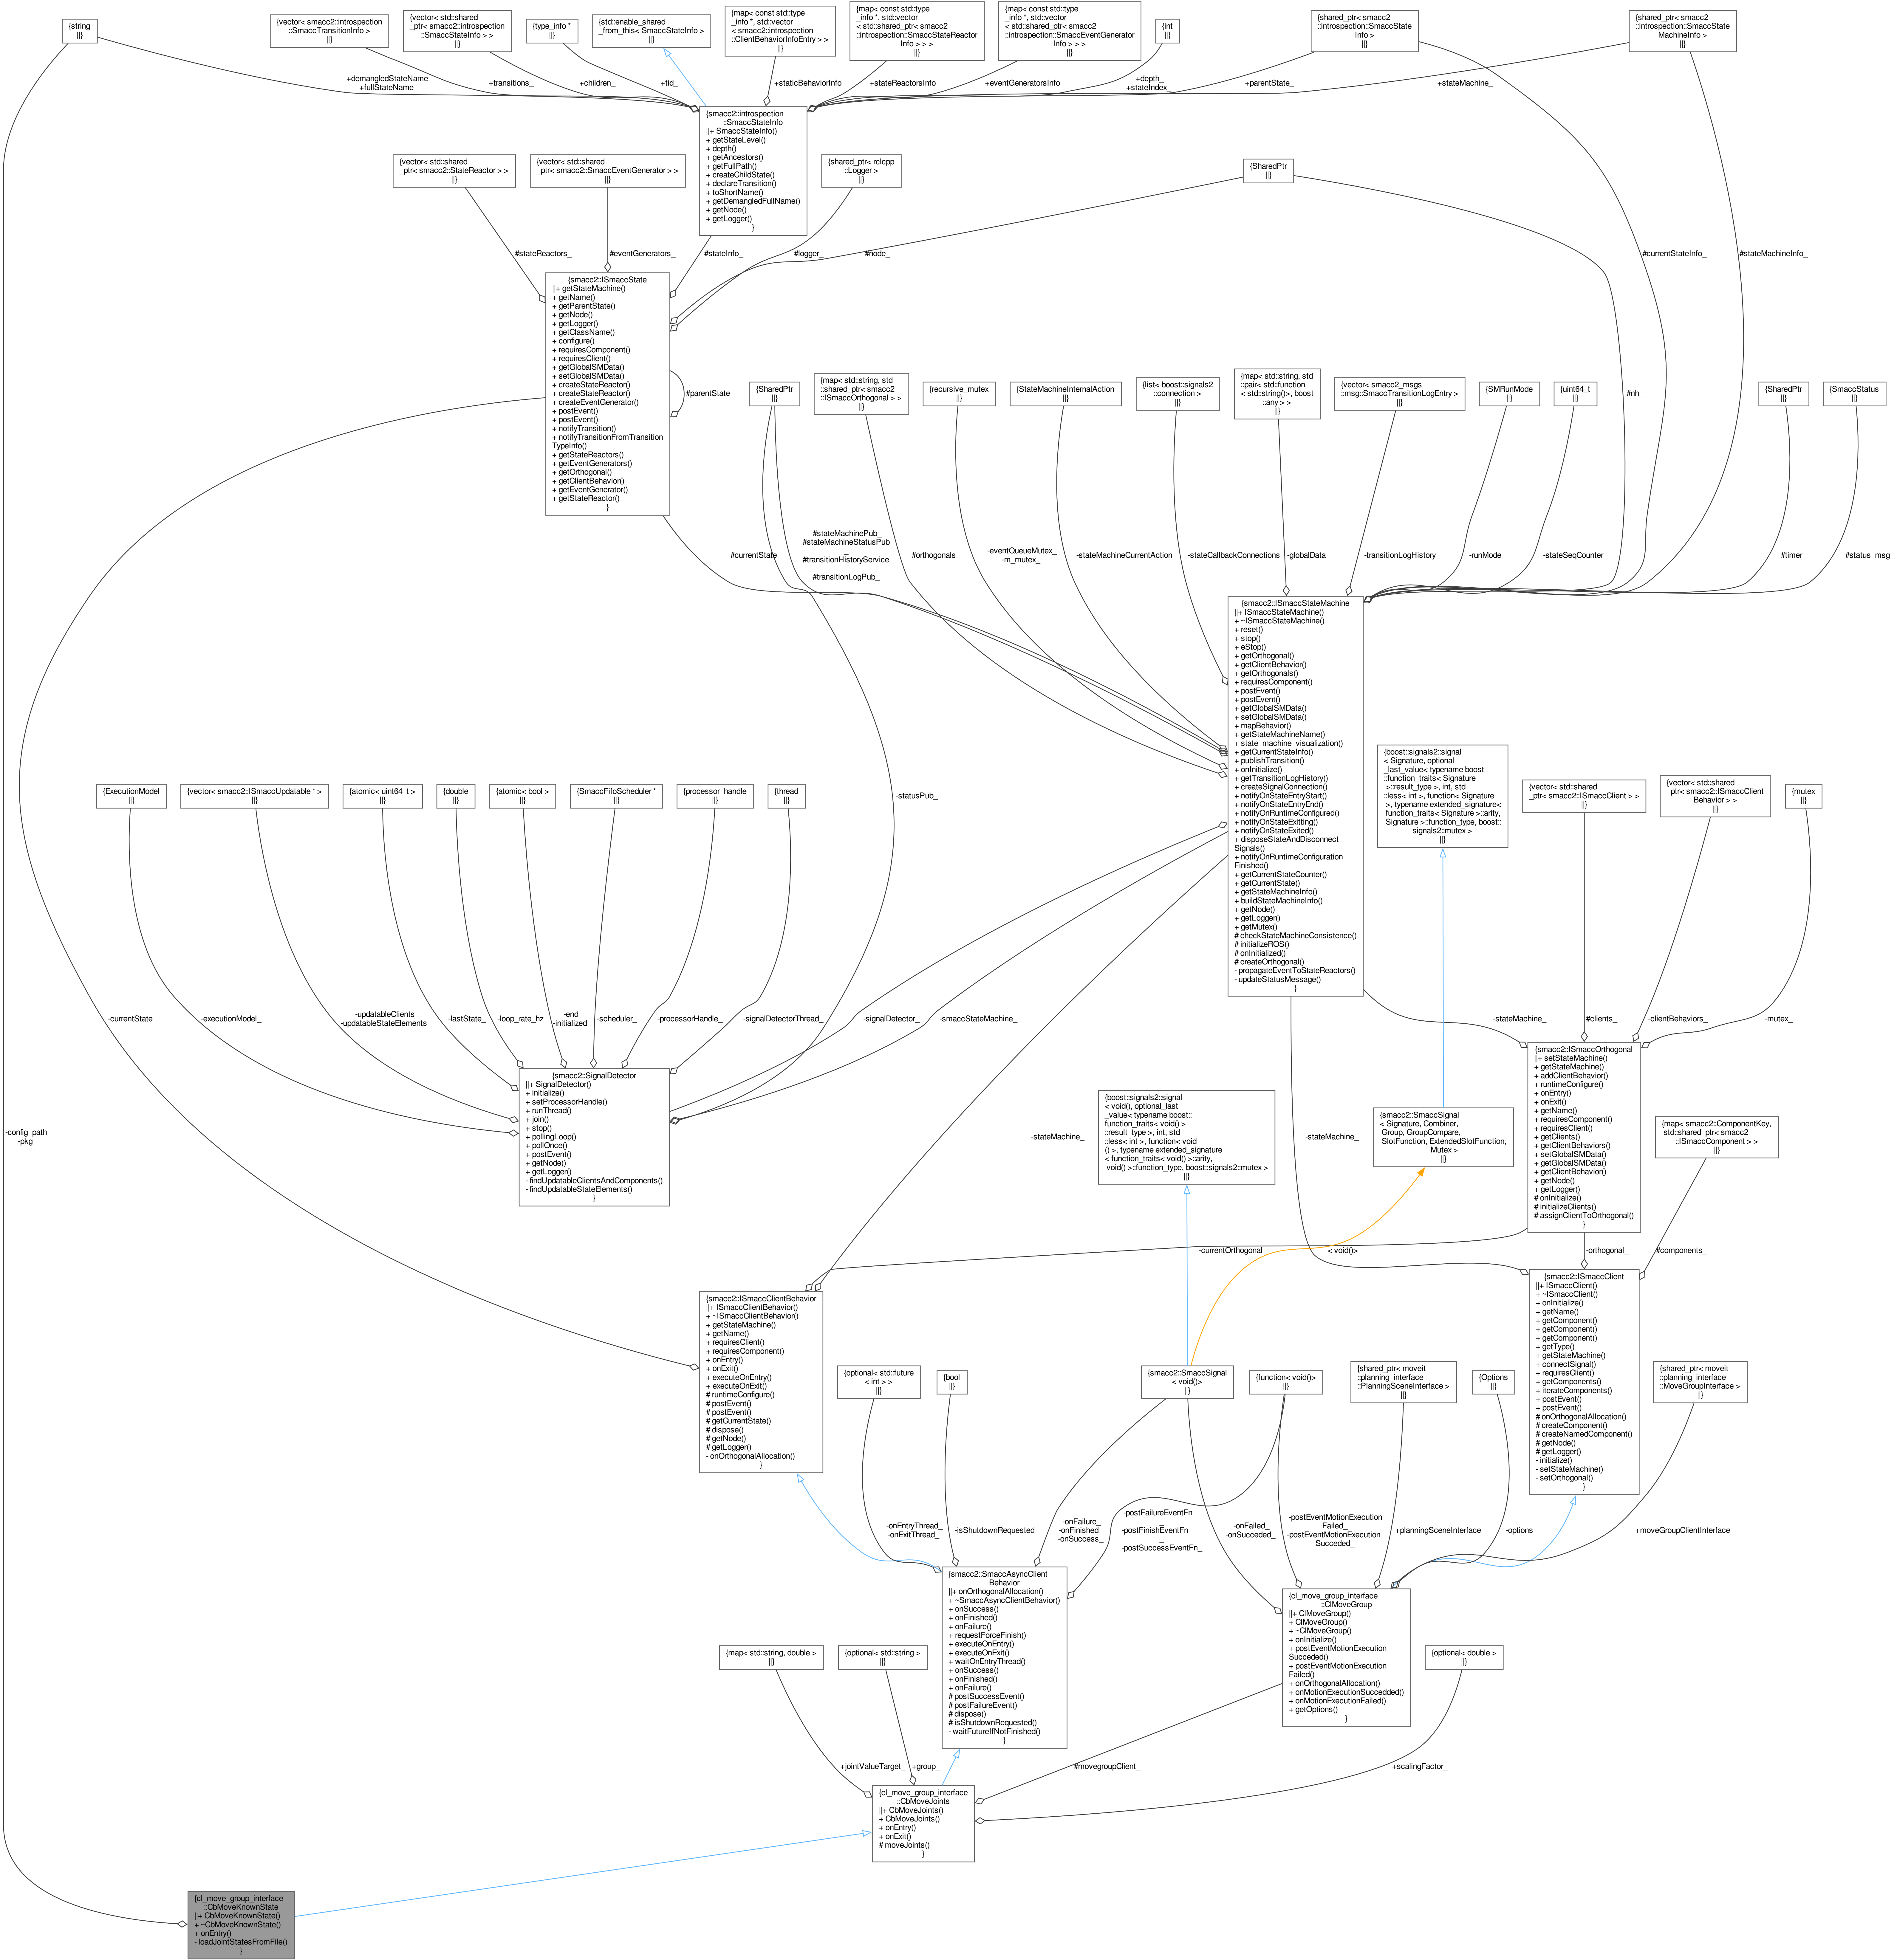 {string
||}
{vector< smacc2::introspection
::SmaccTransitionInfo >
||}
{vector< std::shared
_ptr< smacc2::introspection
::SmaccStateInfo > >
||}
{type_info *
||}
{std::enable_shared
_from_this< SmaccStateInfo >
||}
{map< const std::type
_info *, std::vector
< smacc2::introspection
::ClientBehaviorInfoEntry > >
||}
{map< const std::type
_info *, std::vector
< std::shared_ptr< smacc2
::introspection::SmaccStateReactor
Info > > >
||}
{map< const std::type
_info *, std::vector
< std::shared_ptr< smacc2
::introspection::SmaccEventGenerator
Info > > >
||}
{int
||}
{shared_ptr< smacc2
::introspection::SmaccState
Info >
||}
{shared_ptr< smacc2
::introspection::SmaccState
MachineInfo >
||}
+demangledStateName
+fullStateName
+transitions_
+children_
+tid_
+staticBehaviorInfo
+stateReactorsInfo
+eventGeneratorsInfo
+depth_
+stateIndex_
+parentState_
+stateMachine_
{smacc2::introspection
::SmaccStateInfo
||+ SmaccStateInfo()
+ getStateLevel()
+ depth()
+ getAncestors()
+ getFullPath()
+ createChildState()
+ declareTransition()
+ toShortName()
+ getDemangledFullName()
+ getNode()
+ getLogger()
}
{vector< std::shared
_ptr< smacc2::StateReactor > >
||}
{vector< std::shared
_ptr< smacc2::SmaccEventGenerator > >
||}
{shared_ptr< rclcpp
::Logger >
||}
{SharedPtr
||}
#stateReactors_
#eventGenerators_
#stateInfo_
#logger_
#node_
#currentStateInfo_
#stateMachineInfo_
{smacc2::ISmaccState
||+ getStateMachine()
+ getName()
+ getParentState()
+ getNode()
+ getLogger()
+ getClassName()
+ configure()
+ requiresComponent()
+ requiresClient()
+ getGlobalSMData()
+ setGlobalSMData()
+ createStateReactor()
+ createStateReactor()
+ createEventGenerator()
+ postEvent()
+ postEvent()
+ notifyTransition()
+ notifyTransitionFromTransition
TypeInfo()
+ getStateReactors()
+ getEventGenerators()
+ getOrthogonal()
+ getClientBehavior()
+ getEventGenerator()
+ getStateReactor()
}
#parentState_
{SharedPtr
||}
{map< std::string, std
::shared_ptr< smacc2
::ISmaccOrthogonal > >
||}
{recursive_mutex
||}
{StateMachineInternalAction
||}
{list< boost::signals2
::connection >
||}
{map< std::string, std
::pair< std::function
< std::string()>, boost
::any > >
||}
{vector< smacc2_msgs
::msg::SmaccTransitionLogEntry >
||}
{SMRunMode
||}
{uint64_t
||}
#nh_
{SharedPtr
||}
{SmaccStatus
||}
#currentState_
#stateMachinePub_
#stateMachineStatusPub
_
#transitionHistoryService
_
#transitionLogPub_
#orthogonals_
-eventQueueMutex_
-m_mutex_
-stateMachineCurrentAction
-stateCallbackConnections
-globalData_
-transitionLogHistory_
-runMode_
-stateSeqCounter_
#timer_
#status_msg_
{smacc2::ISmaccStateMachine
||+ ISmaccStateMachine()
+ ~ISmaccStateMachine()
+ reset()
+ stop()
+ eStop()
+ getOrthogonal()
+ getClientBehavior()
+ getOrthogonals()
+ requiresComponent()
+ postEvent()
+ postEvent()
+ getGlobalSMData()
+ setGlobalSMData()
+ mapBehavior()
+ getStateMachineName()
+ state_machine_visualization()
+ getCurrentStateInfo()
+ publishTransition()
+ onInitialize()
+ getTransitionLogHistory()
+ createSignalConnection()
+ notifyOnStateEntryStart()
+ notifyOnStateEntryEnd()
+ notifyOnRuntimeConfigured()
+ notifyOnStateExitting()
+ notifyOnStateExited()
+ disposeStateAndDisconnect
Signals()
+ notifyOnRuntimeConfiguration
Finished()
+ getCurrentStateCounter()
+ getCurrentState()
+ getStateMachineInfo()
+ buildStateMachineInfo()
+ getNode()
+ getLogger()
+ getMutex()
# checkStateMachineConsistence()
# initializeROS()
# onInitialized()
# createOrthogonal()
- propagateEventToStateReactors()
- updateStatusMessage()
}
{boost::signals2::signal
< Signature, optional
_last_value< typename boost
::function_traits< Signature
>::result_type >, int, std
::less< int >, function< Signature
>, typename extended_signature<
function_traits< Signature >::arity,
Signature >::function_type, boost::
signals2::mutex >
||}
{vector< std::shared
_ptr< smacc2::ISmaccClient > >
||}
{vector< std::shared
_ptr< smacc2::ISmaccClient
Behavior > >
||}
{mutex
||}
{ExecutionModel
||}
{vector< smacc2::ISmaccUpdatable * >
||}
{atomic< uint64_t >
||}
{double
||}
{atomic< bool >
||}
{SmaccFifoScheduler *
||}
{processor_handle
||}
{thread
||}
-statusPub_
-currentState
-executionModel_
-updatableClients_
-updatableStateElements_
-lastState_
-loop_rate_hz
-end_
-initialized_
-scheduler_
-processorHandle_
-signalDetectorThread_
-signalDetector_
-smaccStateMachine_
-stateMachine_
#clients_
-clientBehaviors_
-mutex_
{smacc2::SignalDetector
||+ SignalDetector()
+ initialize()
+ setProcessorHandle()
+ runThread()
+ join()
+ stop()
+ pollingLoop()
+ pollOnce()
+ postEvent()
+ getNode()
+ getLogger()
- findUpdatableClientsAndComponents()
- findUpdatableStateElements()
}
{smacc2::ISmaccOrthogonal
||+ setStateMachine()
+ getStateMachine()
+ addClientBehavior()
+ runtimeConfigure()
+ onEntry()
+ onExit()
+ getName()
+ requiresComponent()
+ requiresClient()
+ getClients()
+ getClientBehaviors()
+ setGlobalSMData()
+ getGlobalSMData()
+ getClientBehavior()
+ getNode()
+ getLogger()
# onInitialize()
# initializeClients()
# assignClientToOrthogonal()
}
{boost::signals2::signal
< void(), optional_last
_value< typename boost::
function_traits< void()
::result_type >, int, std
::less< int >, function< void
() >, typename extended_signature
< function_traits< void() >::arity,
void() >::function_type, boost::signals2::mutex >
||}
{smacc2::SmaccSignal
< Signature, Combiner,
Group, GroupCompare,
SlotFunction, ExtendedSlotFunction,
Mutex >
||}
{map< smacc2::ComponentKey,
std::shared_ptr< smacc2
::ISmaccComponent > >
||}
-config_path_
-pkg_
-stateMachine_
-stateMachine_
-currentOrthogonal
< void()>
-orthogonal_
#components_
{smacc2::ISmaccClientBehavior
||+ ISmaccClientBehavior()
+ ~ISmaccClientBehavior()
+ getStateMachine()
+ getName()
+ requiresClient()
+ requiresComponent()
+ onEntry()
+ onExit()
+ executeOnEntry()
+ executeOnExit()
# runtimeConfigure()
# postEvent()
# postEvent()
# getCurrentState()
# dispose()
# getNode()
# getLogger()
- onOrthogonalAllocation()
}
{smacc2::ISmaccClient
||+ ISmaccClient()
+ ~ISmaccClient()
+ onInitialize()
+ getName()
+ getComponent()
+ getComponent()
+ getComponent()
+ getType()
+ getStateMachine()
+ connectSignal()
+ requiresClient()
+ getComponents()
+ iterateComponents()
+ postEvent()
+ postEvent()
# onOrthogonalAllocation()
# createComponent()
# createNamedComponent()
# getNode()
# getLogger()
- initialize()
- setStateMachine()
- setOrthogonal()
}
{optional< std::future
< int > >
||}
{bool
||}
{smacc2::SmaccSignal
< void()>
||}
{function< void()>
||}
{shared_ptr< moveit
::planning_interface
::PlanningSceneInterface >
||}
{Options
||}
{shared_ptr< moveit
::planning_interface
::MoveGroupInterface >
||}
-onEntryThread_
-onExitThread_
-isShutdownRequested_
-onFailure_
-onFinished_
-onSuccess_
-postFailureEventFn
_
-postFinishEventFn
_
-postSuccessEventFn_
-onFailed_
-onSucceded_
-postEventMotionExecution
Failed_
-postEventMotionExecution
Succeded_
+planningSceneInterface
-options_
+moveGroupClientInterface
{smacc2::SmaccAsyncClient
Behavior
||+ onOrthogonalAllocation()
+ ~SmaccAsyncClientBehavior()
+ onSuccess()
+ onFinished()
+ onFailure()
+ requestForceFinish()
+ executeOnEntry()
+ executeOnExit()
+ waitOnEntryThread()
+ onSuccess()
+ onFinished()
+ onFailure()
# postSuccessEvent()
# postFailureEvent()
# dispose()
# isShutdownRequested()
- waitFutureIfNotFinished()
}
{cl_move_group_interface
::ClMoveGroup
||+ ClMoveGroup()
+ ClMoveGroup()
+ ~ClMoveGroup()
+ onInitialize()
+ postEventMotionExecution
Succeded()
+ postEventMotionExecution
Failed()
+ onOrthogonalAllocation()
+ onMotionExecutionSuccedded()
+ onMotionExecutionFailed()
+ getOptions()
}
{map< std::string, double >
||}
{optional< std::string >
||}
{optional< double >
||}
+jointValueTarget_
+group_
#movegroupClient_
+scalingFactor_
{cl_move_group_interface
::CbMoveJoints
||+ CbMoveJoints()
+ CbMoveJoints()
+ onEntry()
+ onExit()
# moveJoints()
}
{cl_move_group_interface
::CbMoveKnownState
||+ CbMoveKnownState()
+ ~CbMoveKnownState()
+ onEntry()
- loadJointStatesFromFile()
}